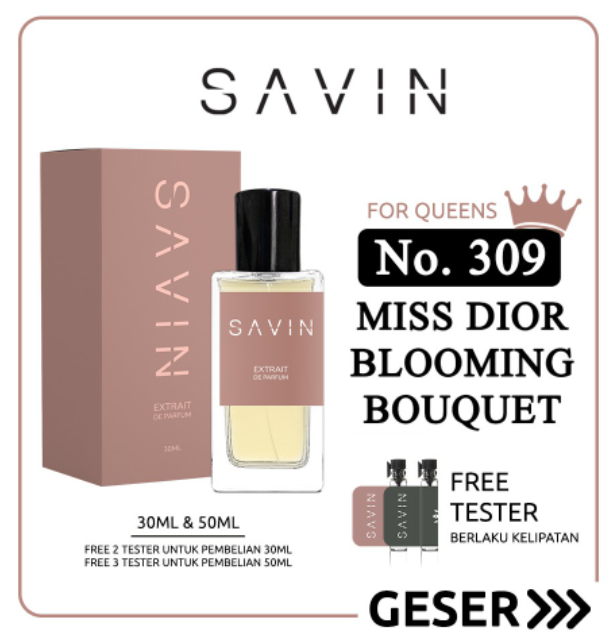 SAVIN
SAVIN
EXTRAIT
DE PARFUM
30ML
SAVIN
EXTRAIT
DE PARFUM
FOR QUEENS
No. 309
MISS DIOR
BLOOMING
BOUQUET
30ML & 50ML
FREE 2 TESTER UNTUK PEMBELIAN 30ML
FREE 3 TESTER UNTUK PEMBELIAN 50ML
SAVIN
SAVIN
FREE
TESTER
BERLAKU KELIPATAN
GESER